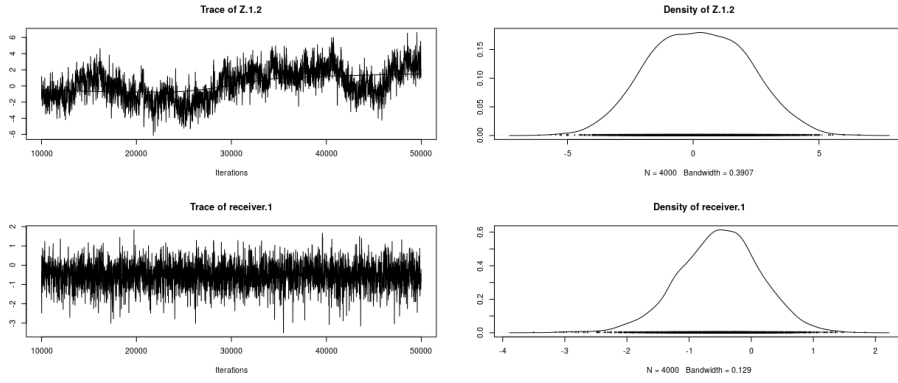 Trace of Z.1.2
6
4
2
0
-2
-4
-6
10000 20000 30000 40000 50000
Iterations
Density of Z.1.2
0.15
0.10
0.05
0.00
-5 0 5
N = 4000 Bandwidth = 0.3907
Trace of receiver.1
2
1
0
-1
-2
-3
10000 20000 30000 40000 50000
Iterations
Density of receiver.1
0.6
0.4
0.2
0.0
-4 -3 -2 -1 0 1 2
N = 4000 Bandwidth = 0.129